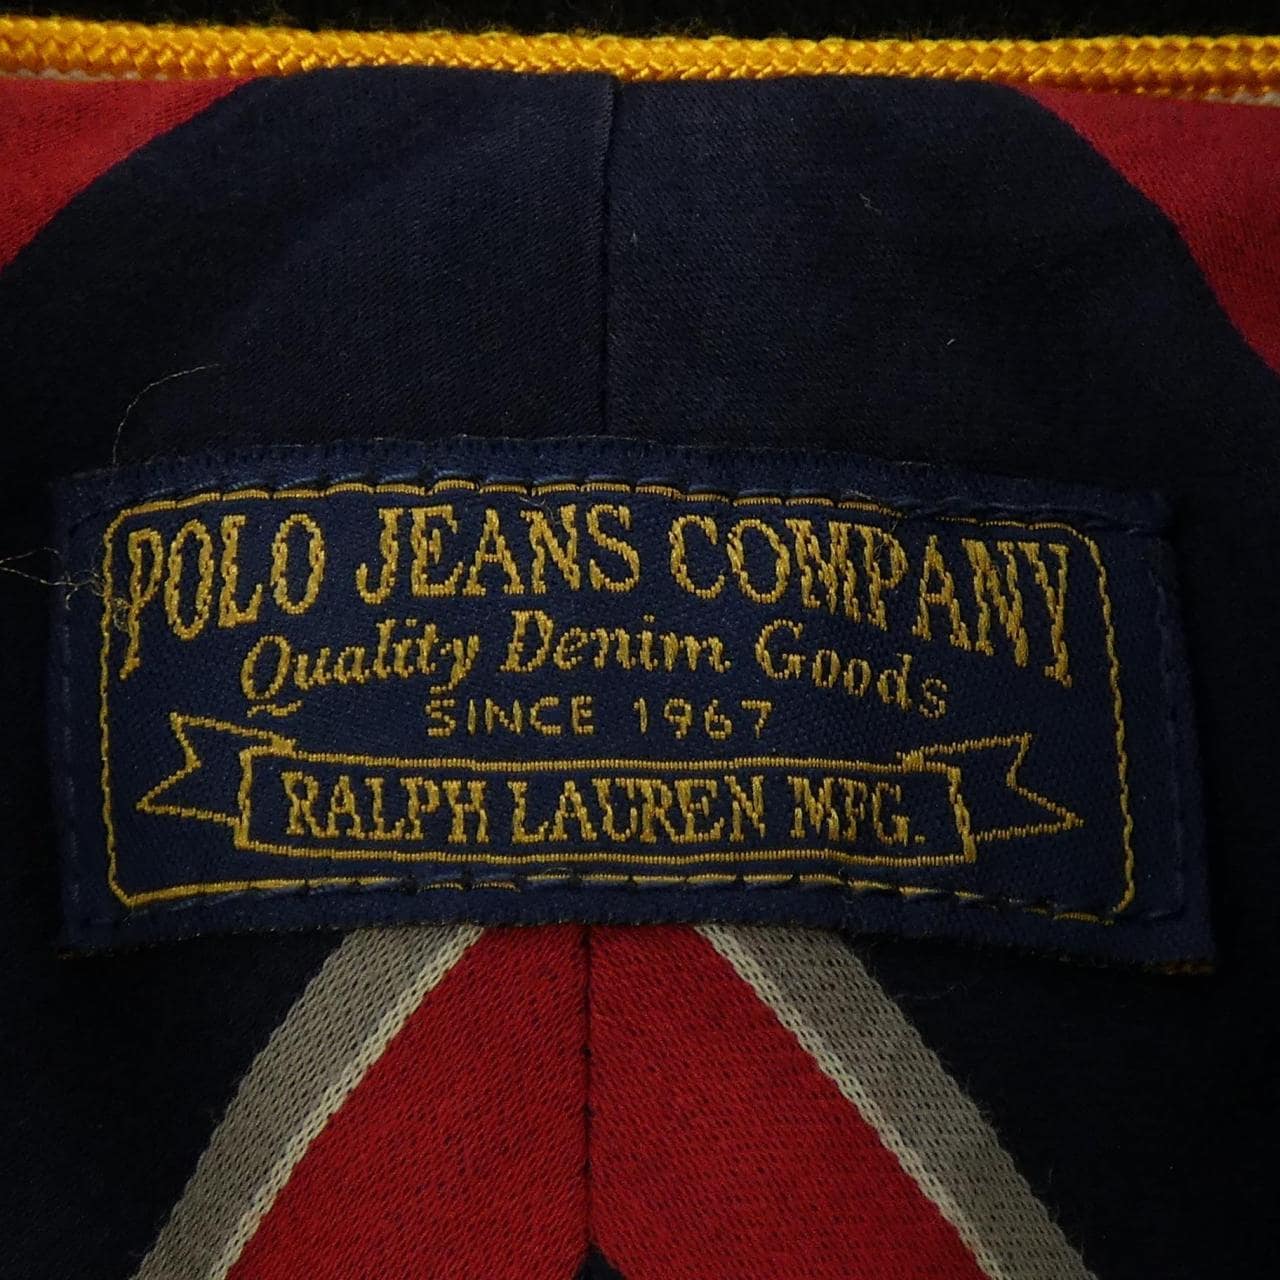 POLO JEANS COMPANY
Quality Denim Goods
SINCE 1967
RALPH LAUREN MFG.